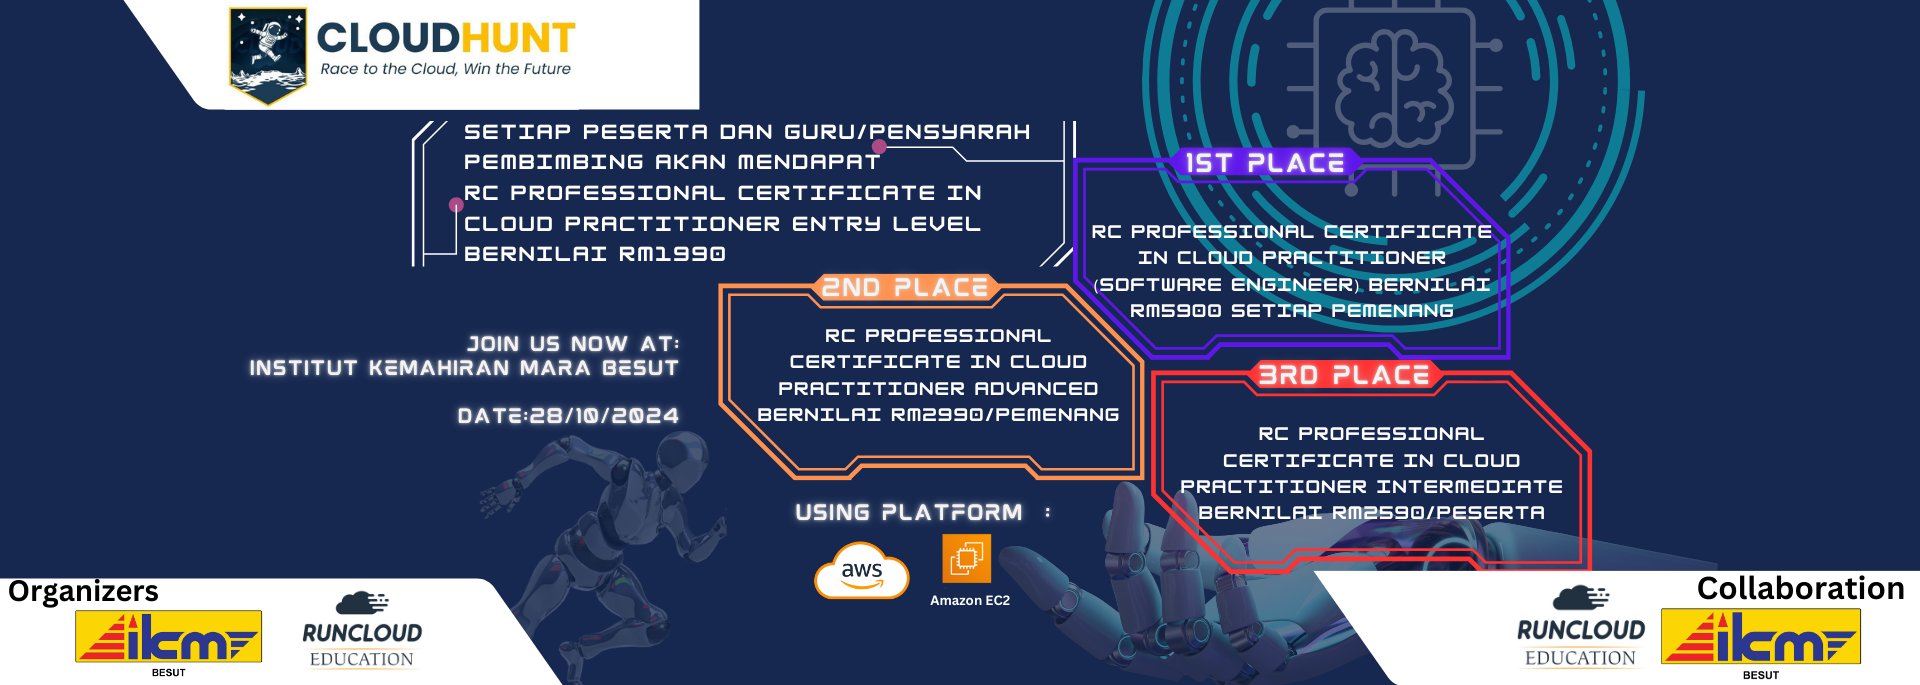 CLOUDHUNT
Race to the Cloud, Win the Future
SETIAP PESERTA DAN GURU/PENSYARAH
PEMBIMBING AKAN MENDAPAT
RC PROFESSIONAL CERTIFICATE IN
CLOUD PRACTITIONER ENTRY LEVEL
BERNILAI RM1990
1ST PLACE
RC PROFESSIONAL CERTIFICATE
IN CLOUD PRACTITIONER
(SOFTWARE ENGINEER) BERNILAI
RM5900 SETIAP PEMENANG
2ND PLACE
RC PROFESSIONAL
CERTIFICATE IN CLOUD
PRACTITIONER ADVANCED
BERNILAI RM2990/PEMENANG
JOIN US NOW AT:
INSTITUT KEMAHIRAN MARA BESUT
DATE:28/10/2024
3RD PLACE
RC PROFESSIONAL
CERTIFICATE IN CLOUD
PRACTITIONER INTERMEDIATE
BERNILAI RM2590/PESERTA
USING PLATFORM :
aws
Amazon EC2
Organizers
ikm
BESUT
RUNCLOUD
EDUCATION
Collaboration
RUNCLOUD
EDUCATION
ikm
BESUT